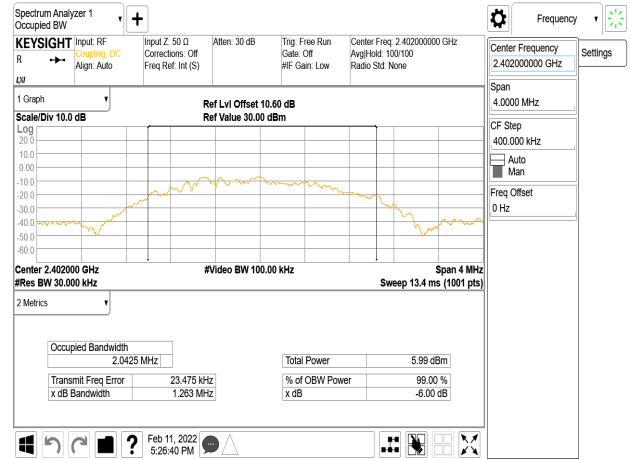 Spectrum Analyzer 1
Occupied BW
Frequency
KEYSIGHT
R
Input: RF
Coupling: DC
Align: Auto
Input Z: 50 Ω
Corrections: Off
Freq Ref: Int (S)
Atten: 30 dB
Trig: Free Run
Gate: Off
#IF Gain: Low
Center Freq: 2.402000000 GHz
Avg|Hold: 100/100
Radio Std: None
Center Frequency
2.402000000 GHz
Settings
Span
4.0000 MHz
CF Step
400.000 kHz
Auto
Man
Freq Offset
0 Hz
1 Graph
Ref Lvl Offset 10.60 dB
Scale/Div 10.0 dB
Ref Value 30.00 dBm
Log
20.0
10.0
0.00
-10.0
-20.0
-30.0
-40.0
-50.0
-60.0
Center 2.402000 GHz
#Video BW 100.00 kHz
Span 4 MHz
#Res BW 30.000 kHz
Sweep 13.4 ms (1001 pts)
2 Metrics
Occupied Bandwidth
2.0425 MHz
Total Power 5.99 dBm
Transmit Freq Error 23.475 kHz
% of OBW Power 99.00 %
x dB Bandwidth 1.263 MHz
x dB -6.00 dB
?
Feb 11, 2022
5:26:40 PM